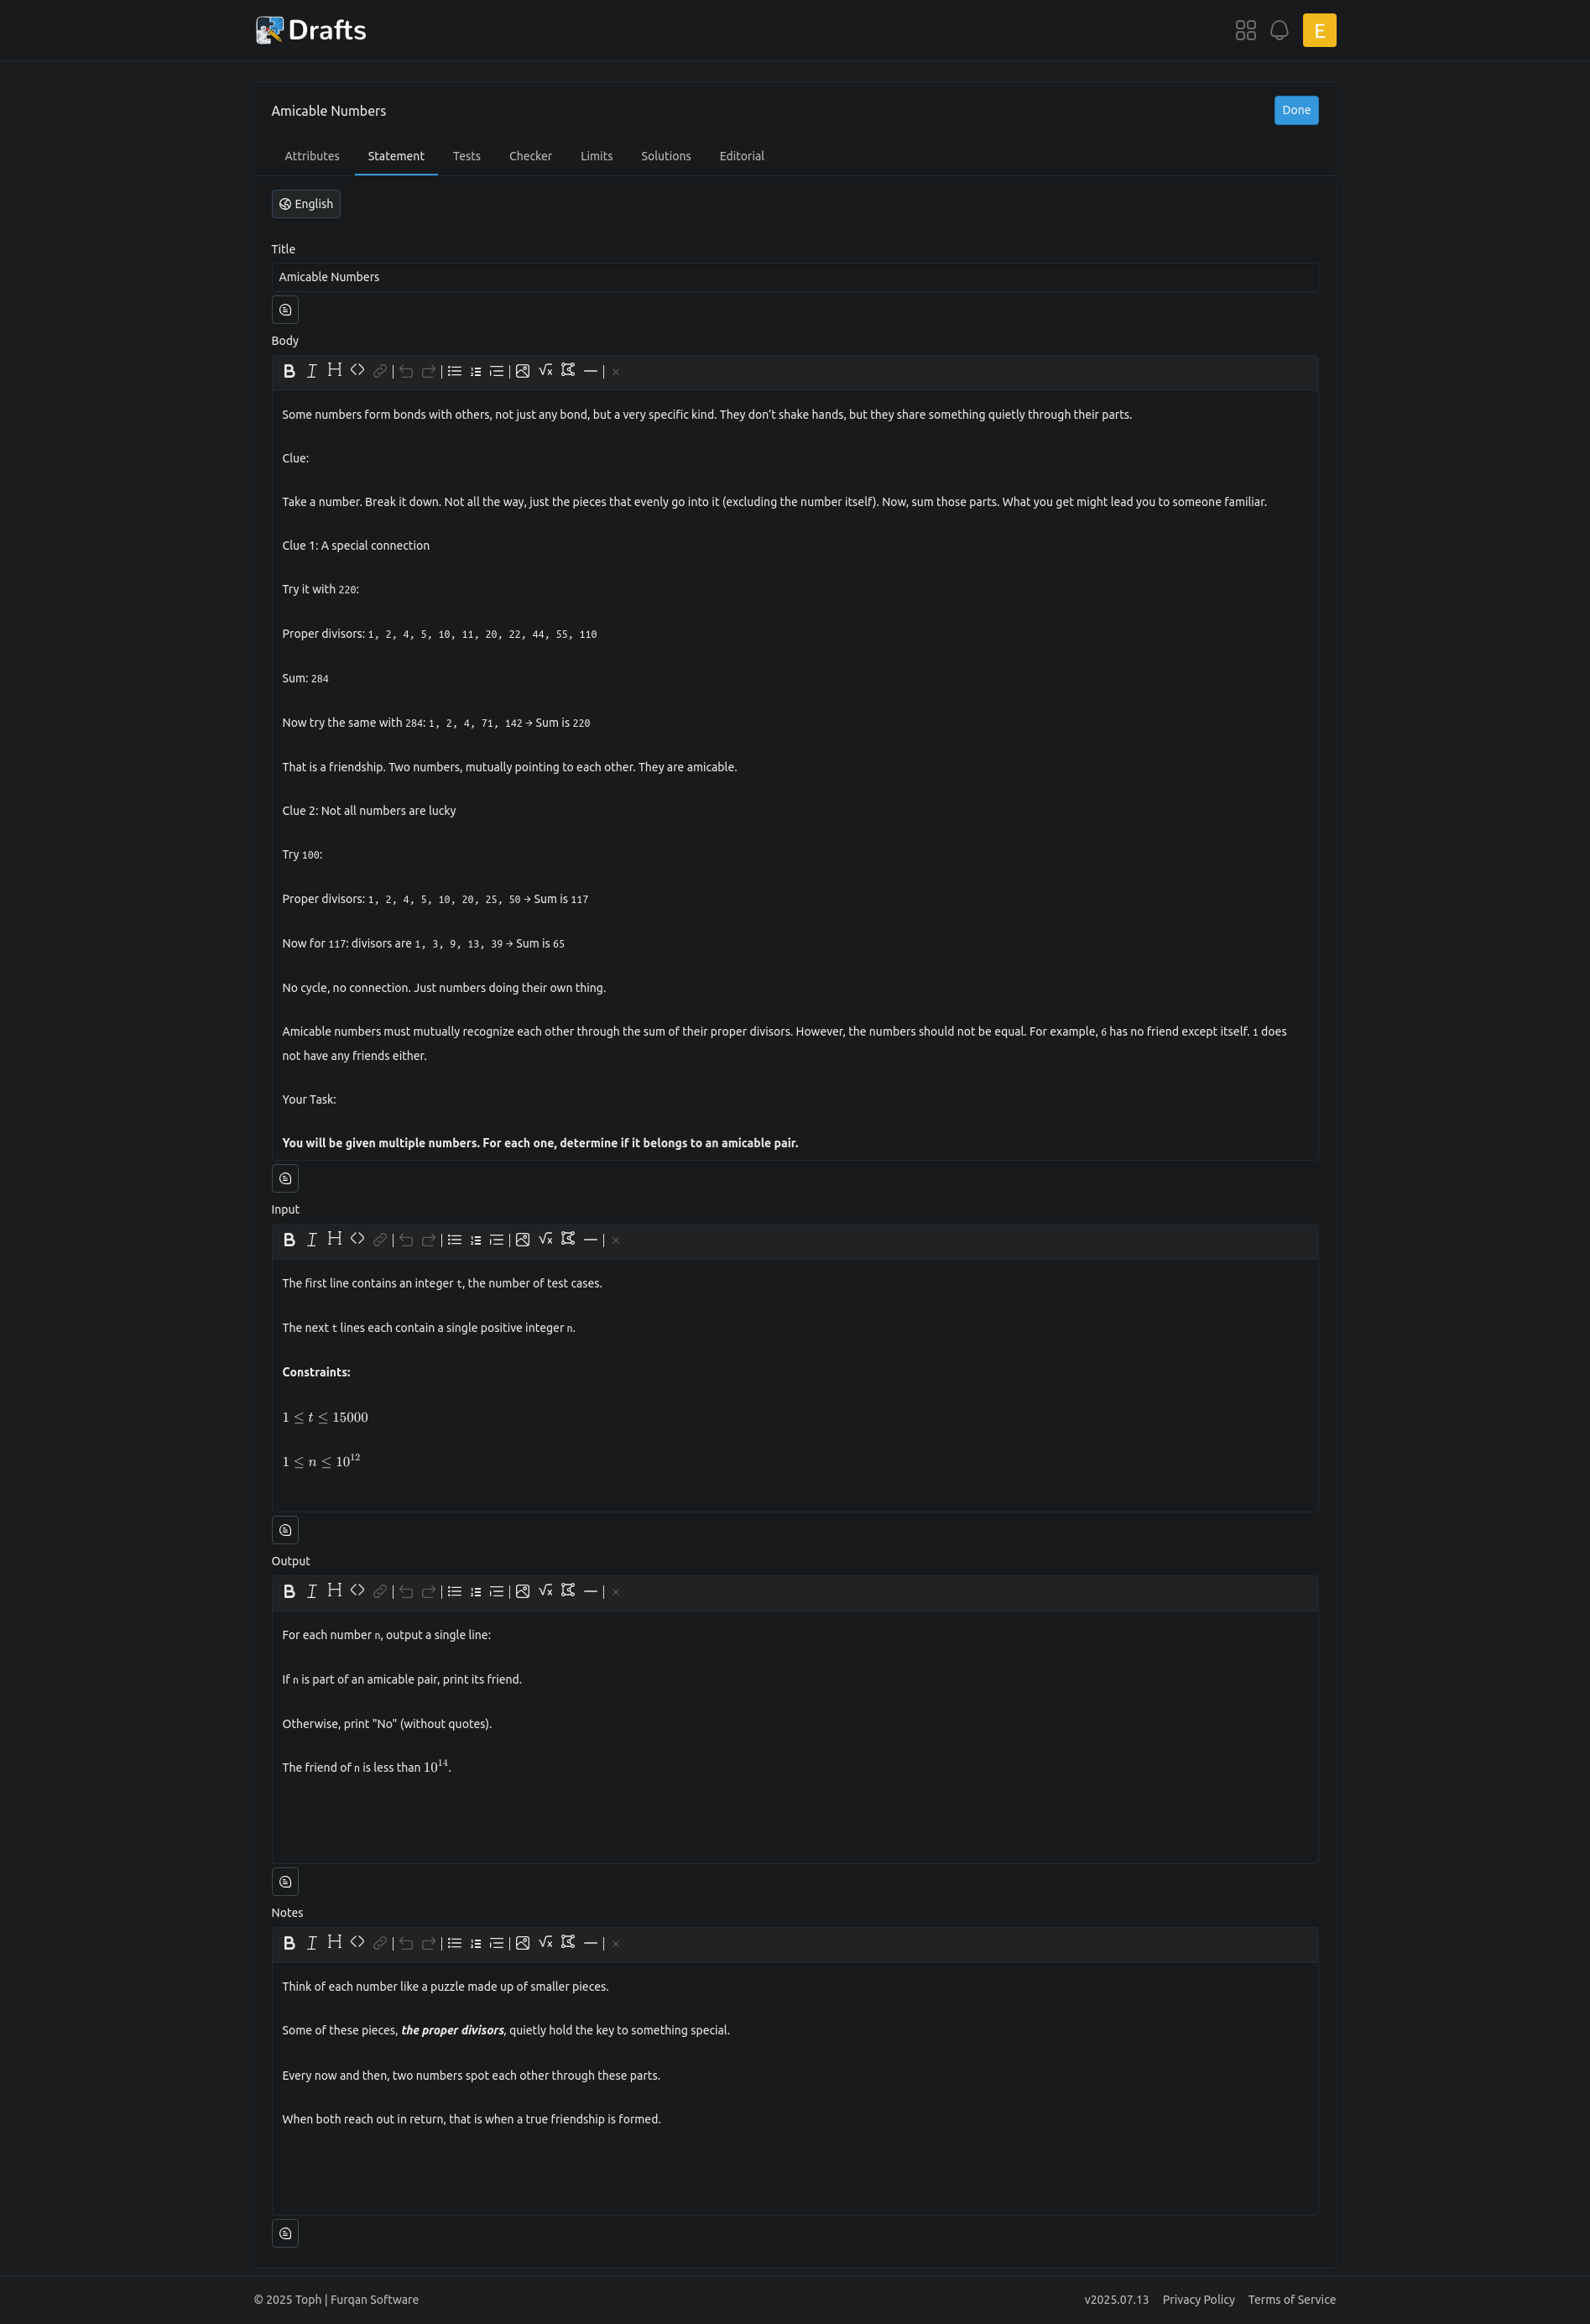 Drafts
E
Amicable Numbers
Done
Attributes Statement Tests Checker Limits Solutions Editorial
English
Title
Amicable Numbers
Body
Some numbers form bonds with others, not just any bond, but a very specific kind. They don’t shake hands, but they share something quietly through their parts.
Clue:
Take a number. Break it down. Not all the way, just the pieces that evenly go into it (excluding the number itself). Now, sum those parts. What you get might lead you to someone familiar.
Clue 1: A special connection
Try it with 220:
Proper divisors: 1, 2, 4, 5, 10, 11, 20, 22, 44, 55, 110
Sum: 284
Now try the same with 284: 1, 2, 4, 71, 142 → Sum is 220
That is a friendship. Two numbers, mutually pointing to each other. They are amicable.
Clue 2: Not all numbers are lucky
Try 100:
Proper divisors: 1, 2, 4, 5, 10, 20, 25, 50 → Sum is 117
Now for 117: divisors are 1, 3, 9, 13, 39 → Sum is 65
No cycle, no connection. Just numbers doing their own thing.
Amicable numbers must mutually recognize each other through the sum of their proper divisors. However, the numbers should not be equal. For example, 6 has no friend except itself. 1 does
not have any friends either.
Your Task:
You will be given multiple numbers. For each one, determine if it belongs to an amicable pair.
Input
The first line contains an integer t, the number of test cases.
The next t lines each contain a single positive integer n.
Constraints:
1 ≤ t ≤ 15000
1 ≤ n ≤ 10^12
Output
For each number n, output a single line:
If n is part of an amicable pair, print its friend.
Otherwise, print "No" (without quotes).
The friend of n is less than 10^14.
Notes
Think of each number like a puzzle made up of smaller pieces.
Some of these pieces, the proper divisors, quietly hold the key to something special.
Every now and then, two numbers spot each other through these parts.
When both reach out in return, that is when a true friendship is formed.
© 2025 Toph | Furqan Software
v2025.07.13 Privacy Policy Terms of Service